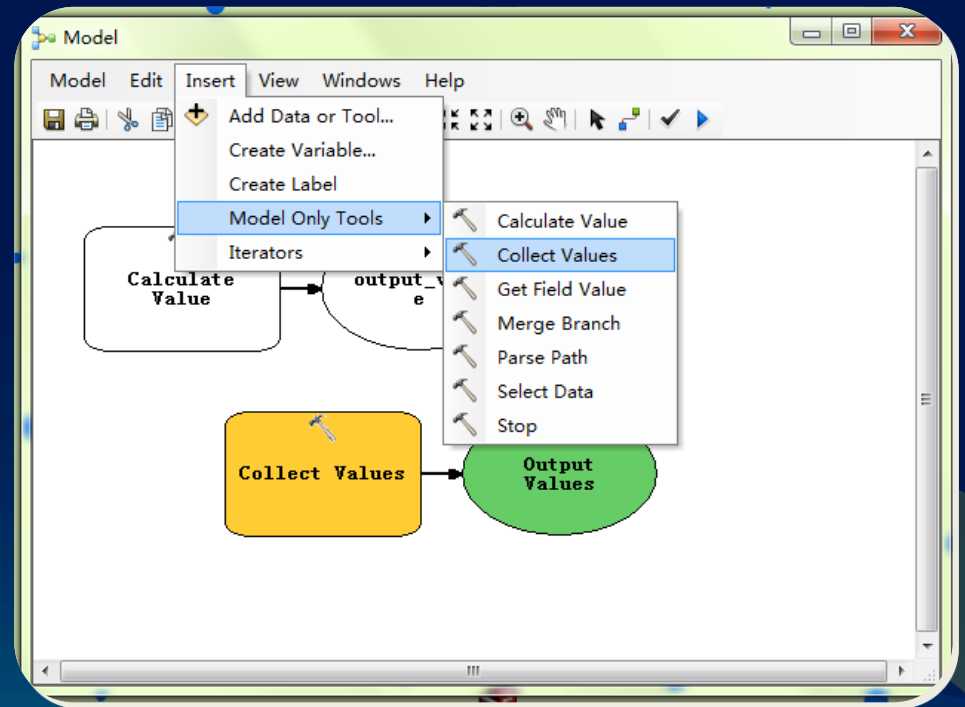 Model
Model Edit Insert View Windows Help
Add Data or Tool...
Create Variable...
Create Label
Model Only Tools
Iterators
Calculate Value
Collect Values
Get Field Value
Merge Branch
Parse Path
Select Data
Stop
Calculate
Value
output_v
e
Collect Values
Output
Values